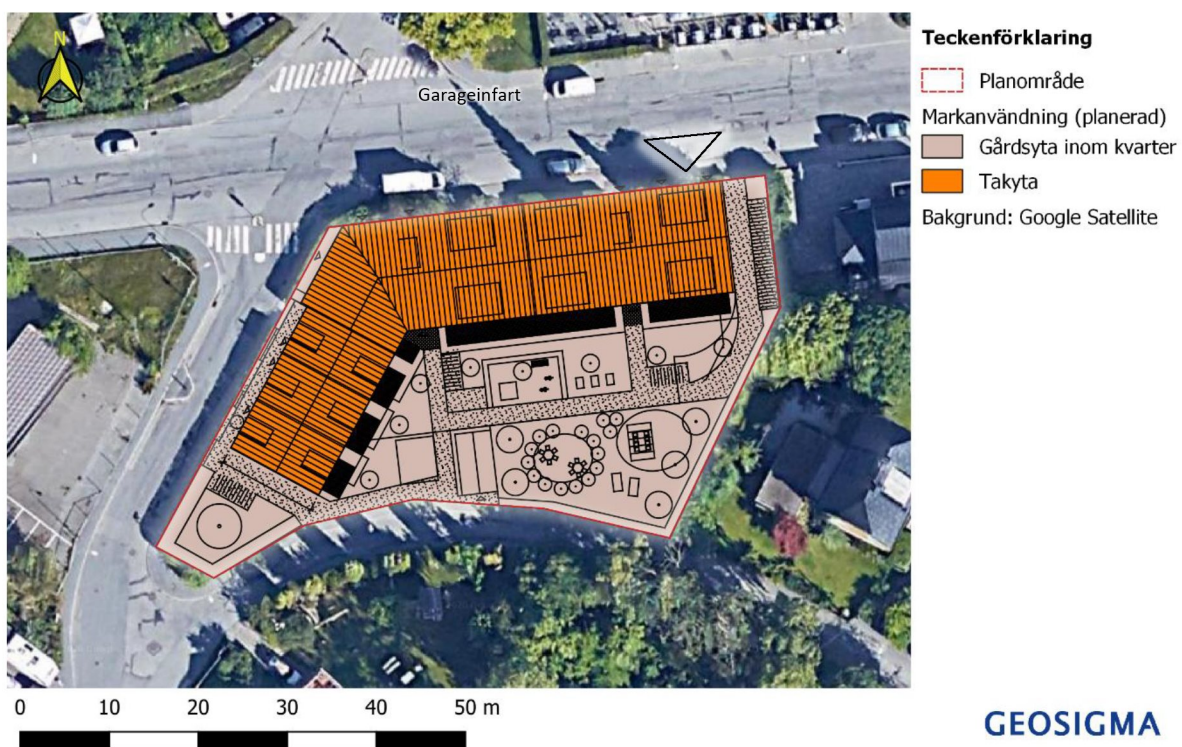 N
Garageinfart
Teckenförklaring
Planområde
Markanvändning (planerad)
Gårdsyta inom kvarter
Takyta
Bakgrund: Google Satellite
0 10 20 30 40 50 m
GEOSIGMA